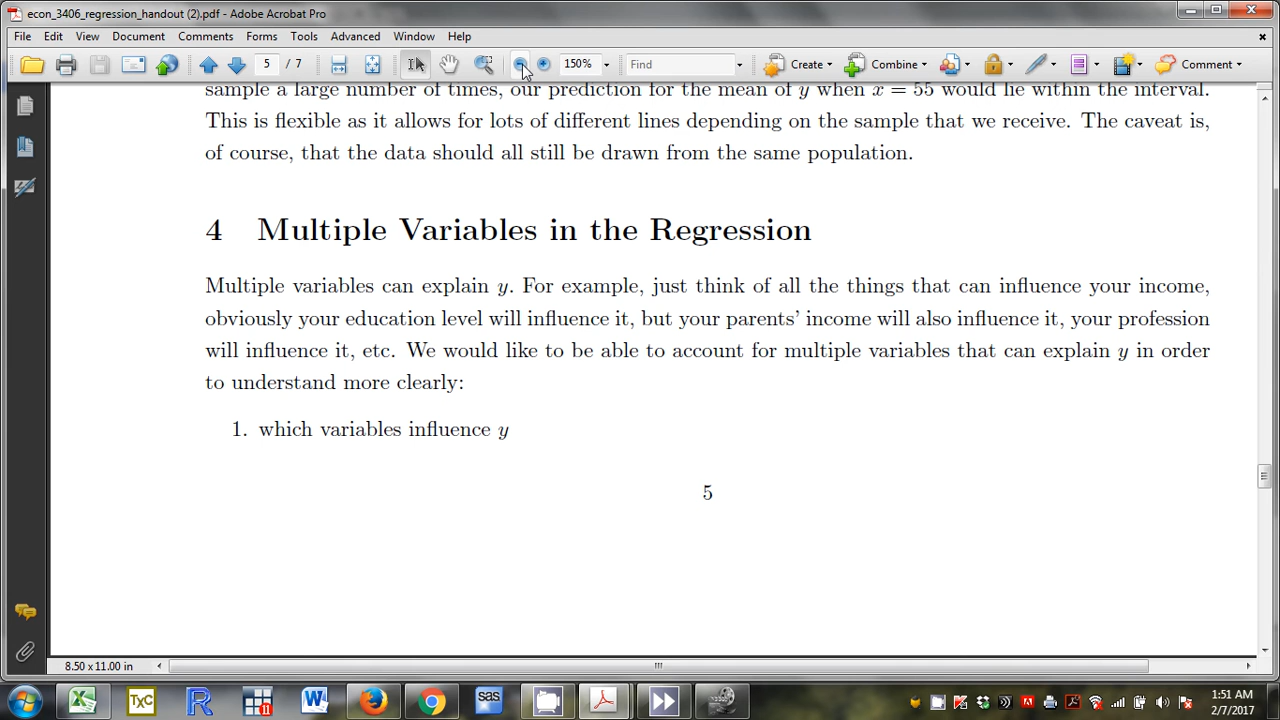 econ_3406_regression_handout (2).pdf - Adobe Acrobat Pro
File Edit View Document Comments Forms Tools Advanced Window Help
5 / 7 150% Find Create Combine Comment
sample a large number of times, our prediction for the mean of y when x = 55 would lie within the interval.
This is flexible as it allows for lots of different lines depending on the sample that we receive. The caveat is,
of course, that the data should all still be drawn from the same population.
4 Multiple Variables in the Regression
Multiple variables can explain y. For example, just think of all the things that can influence your income,
obviously your education level will influence it, but your parents' income will also influence it, your profession
will influence it, etc. We would like to be able to account for multiple variables that can explain y in order
to understand more clearly:
1. which variables influence y
5
8.50 x 11.00 in
TXC R 11 W sas
1:51 AM
2/7/2017